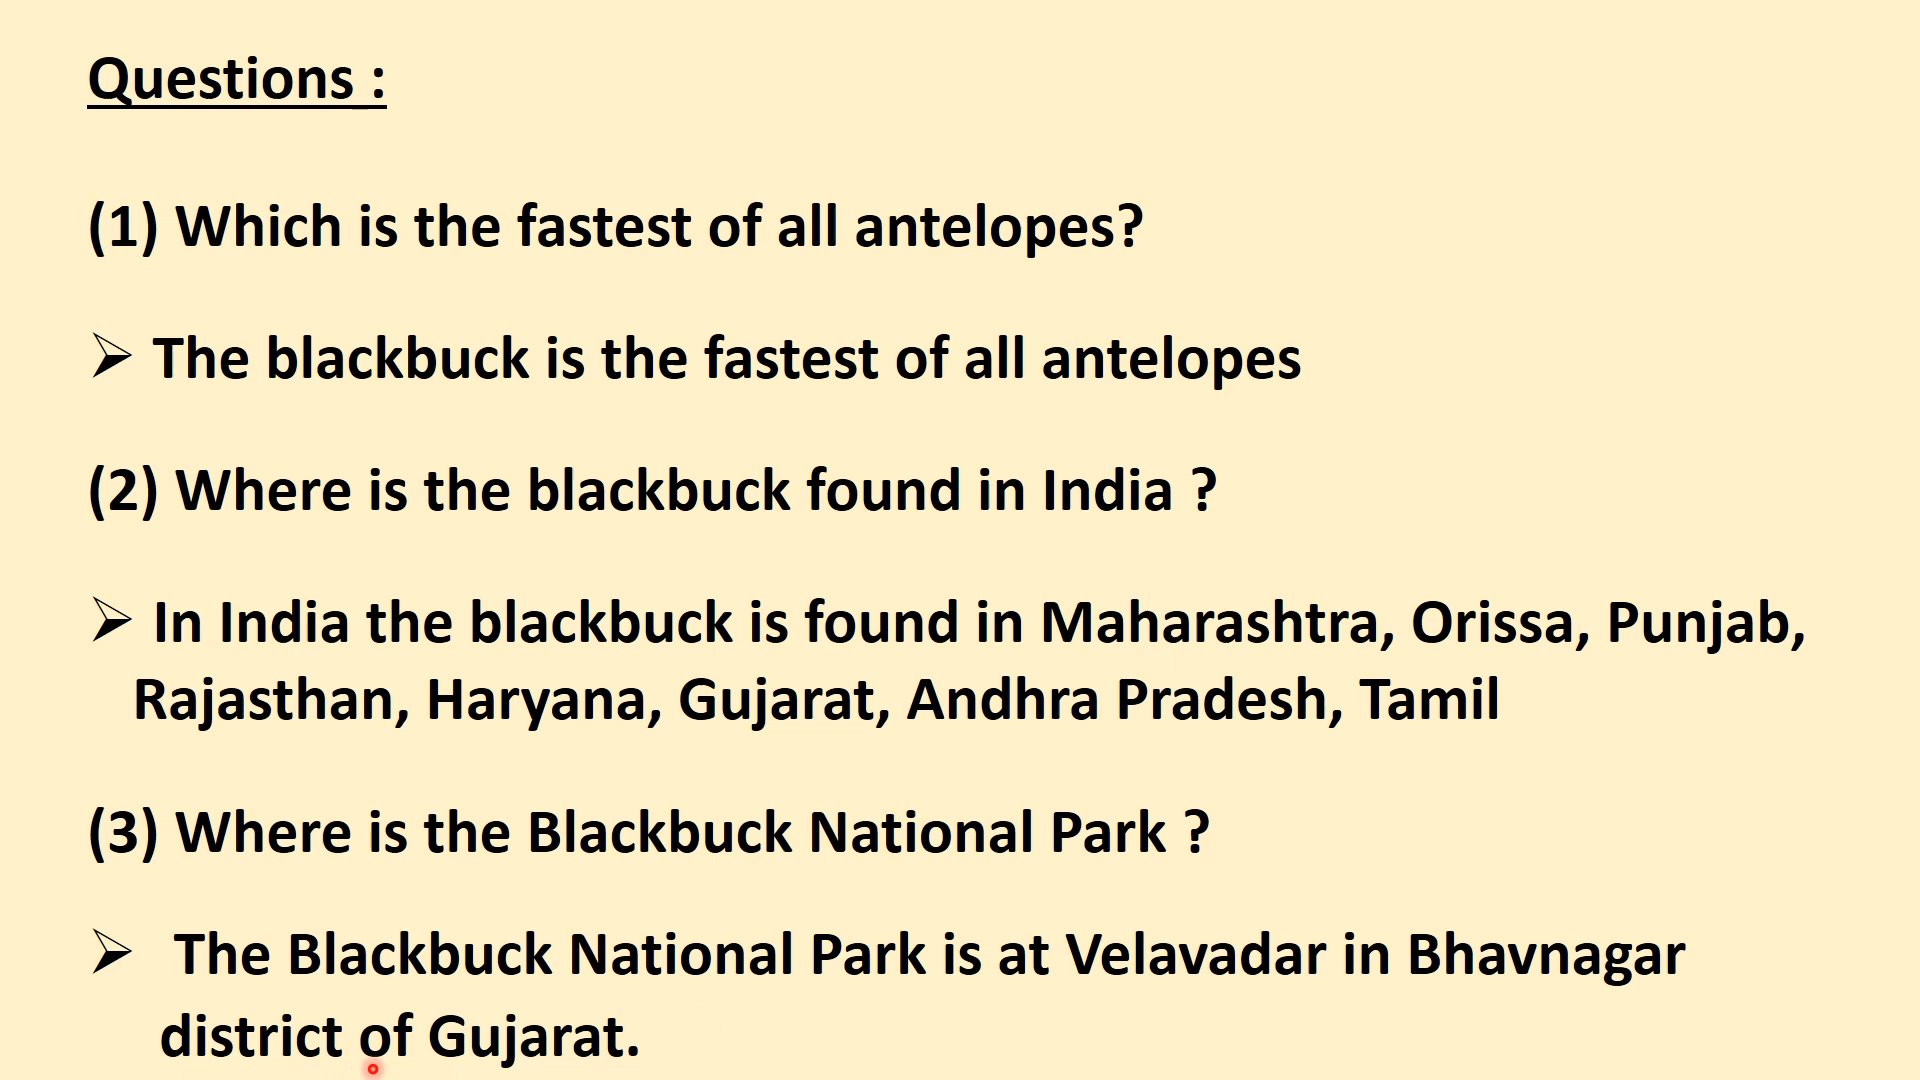 Questions :
(1) Which is the fastest of all antelopes?
➢ The blackbuck is the fastest of all antelopes
(2) Where is the blackbuck found in India ?
➢ In India the blackbuck is found in Maharashtra, Orissa, Punjab,
Rajasthan, Haryana, Gujarat, Andhra Pradesh, Tamil
(3) Where is the Blackbuck National Park ?
➢ The Blackbuck National Park is at Velavadar in Bhavnagar
district of Gujarat.